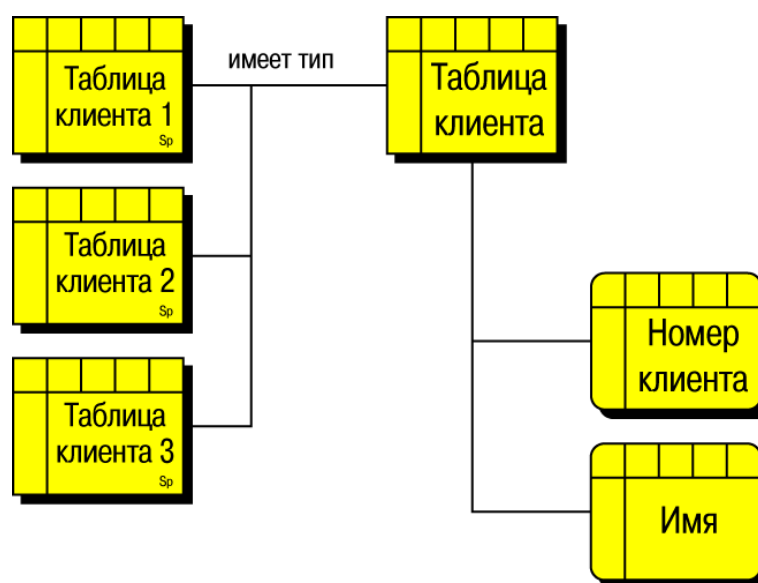 имеет тип
Таблица
клиента 1
Sp
Таблица
клиента
Таблица
клиента 2
Sp
Номер
клиента
Таблица
клиента 3
Sp
Имя